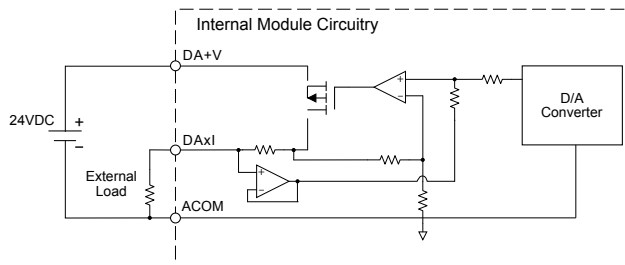 Internal Module Circuitry
DA+V
+
−
D/A
Converter
24VDC
+
−
DAxI
External
Load
+
−
ACOM